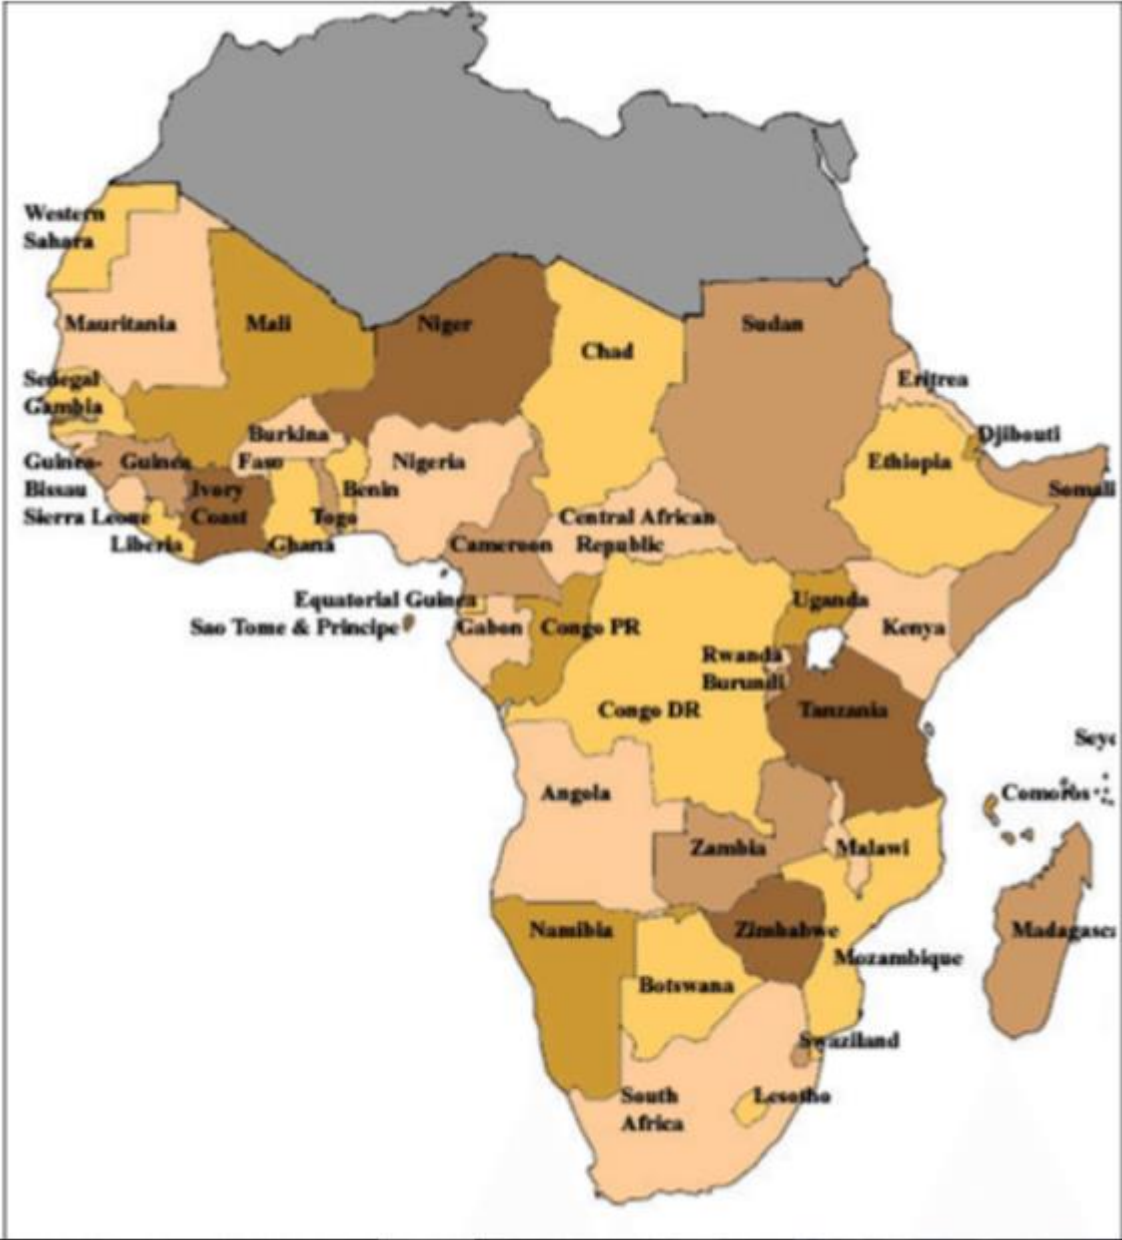 Western
Sahara
Mauritania
Mali
Niger
Chad
Sudan
Eritrea
Senegal
Gambia
Djibouti
Burkina
Faso
Guinea-
Bissau
Guinea
Ivory
Coast
Nigeria
Benin
Togo
Ethiopia
Somali
Sierra Leone
Liberia
Ghana
Cameroon
Central African
Republic
Equatorial Guinea
Sao Tome & Principe
Gabon
Congo PR
Uganda
Kenya
Rwanda
Burundi
Congo DR
Tanzania
Seyc
Comoros
Angola
Zambia
Malawi
Namibia
Zimbabwe
Madagasca
Mozambique
Botswana
Swaziland
South
Africa
Lesotho